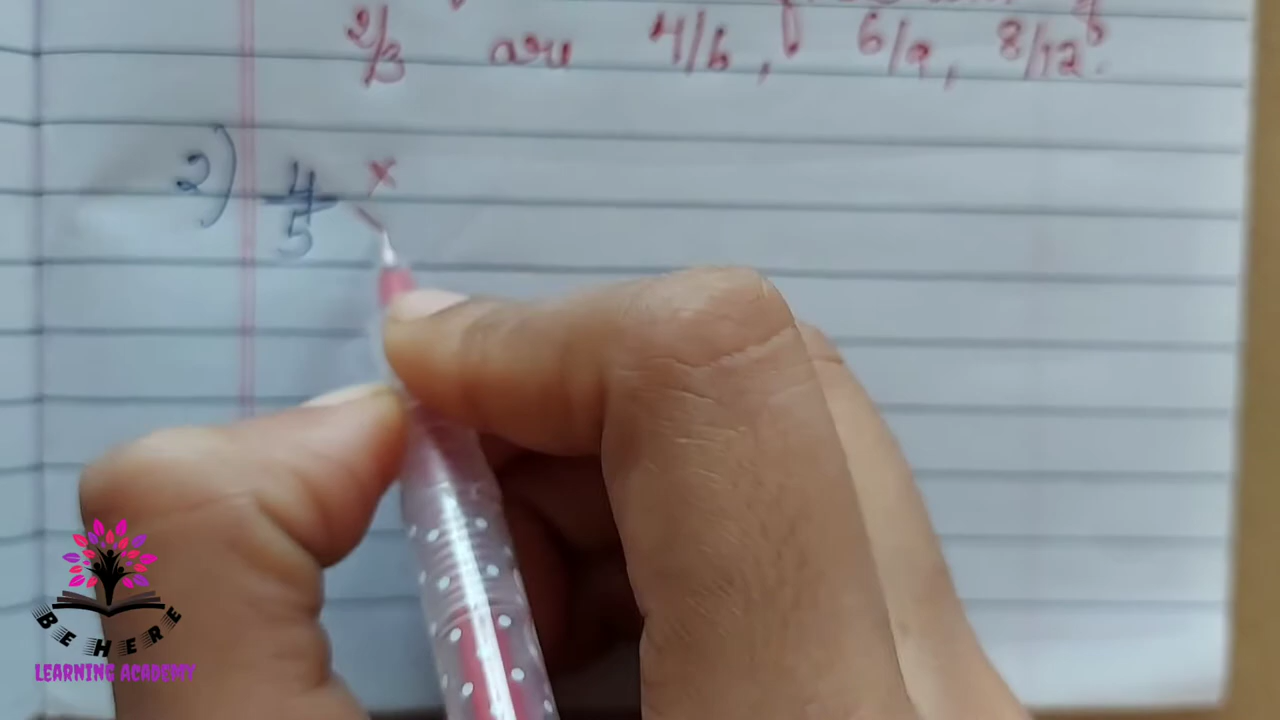 2/3 are 4/6, 6/9, 8/12.
2) 4/5 ×
BE HERE
LEARNING ACADEMY